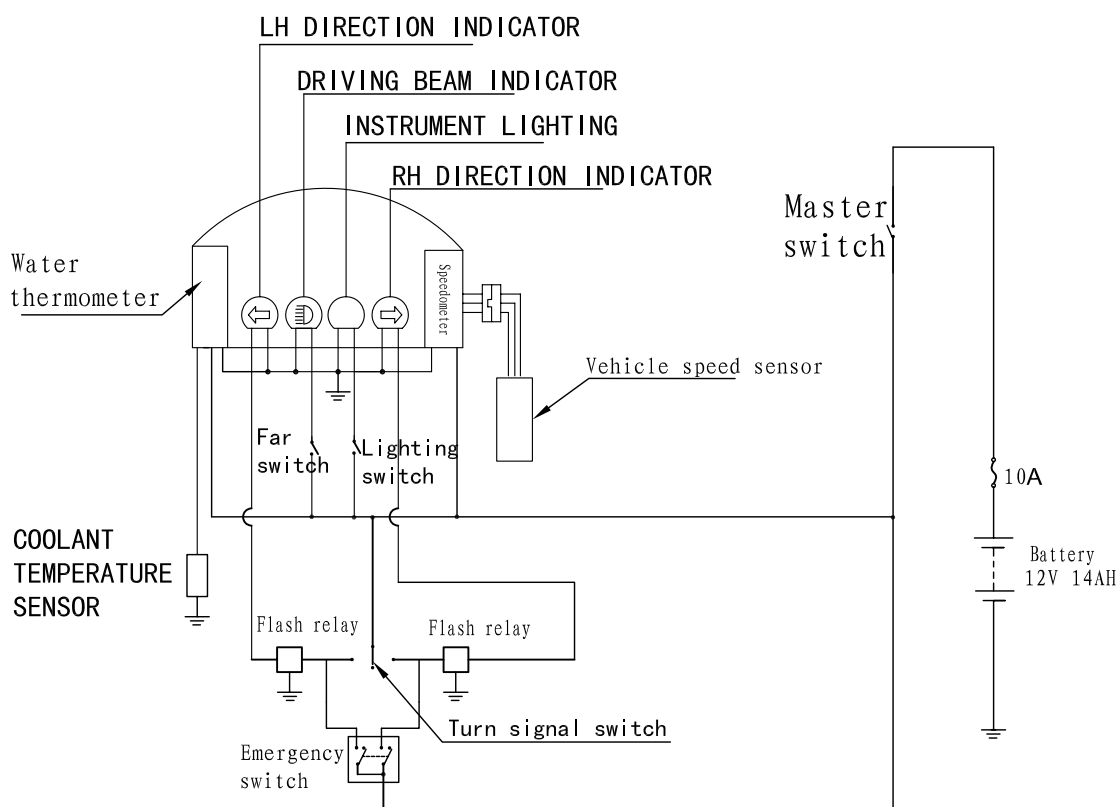 LH DIRECTION INDICATOR
DRIVING BEAM INDICATOR
INSTRUMENT LIGHTING
RH DIRECTION INDICATOR
Master
switch
Water
thermometer
Speedometer
Vehicle speed sensor
Far
switch
Lighting
switch
10A
COOLANT
TEMPERATURE
SENSOR
Battery
12V 14AH
Flash relay
Flash relay
Turn signal switch
Emergency
switch